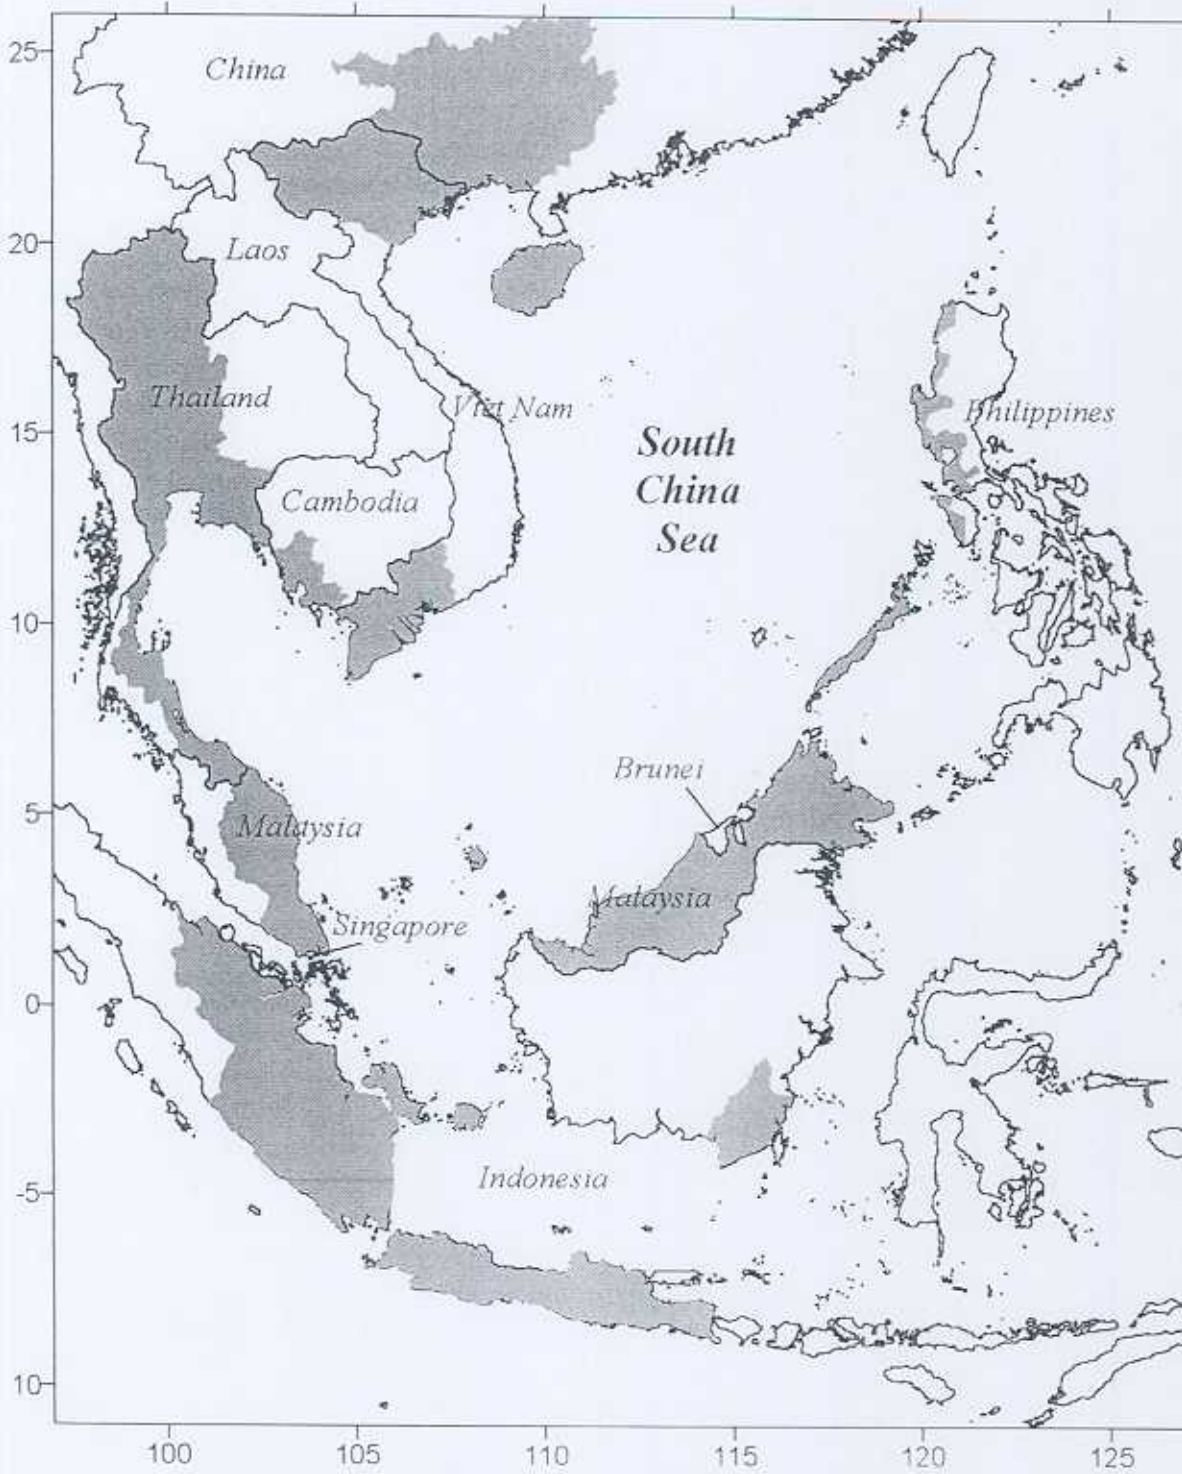 25
China
20
Laos
Thailand
Viet Nam
Philippines
15
South
China
Sea
Cambodia
10
Brunei
5
Malaysia
Malaysia
Singapore
0
Indonesia
-5
10
100
105
110
115
120
125